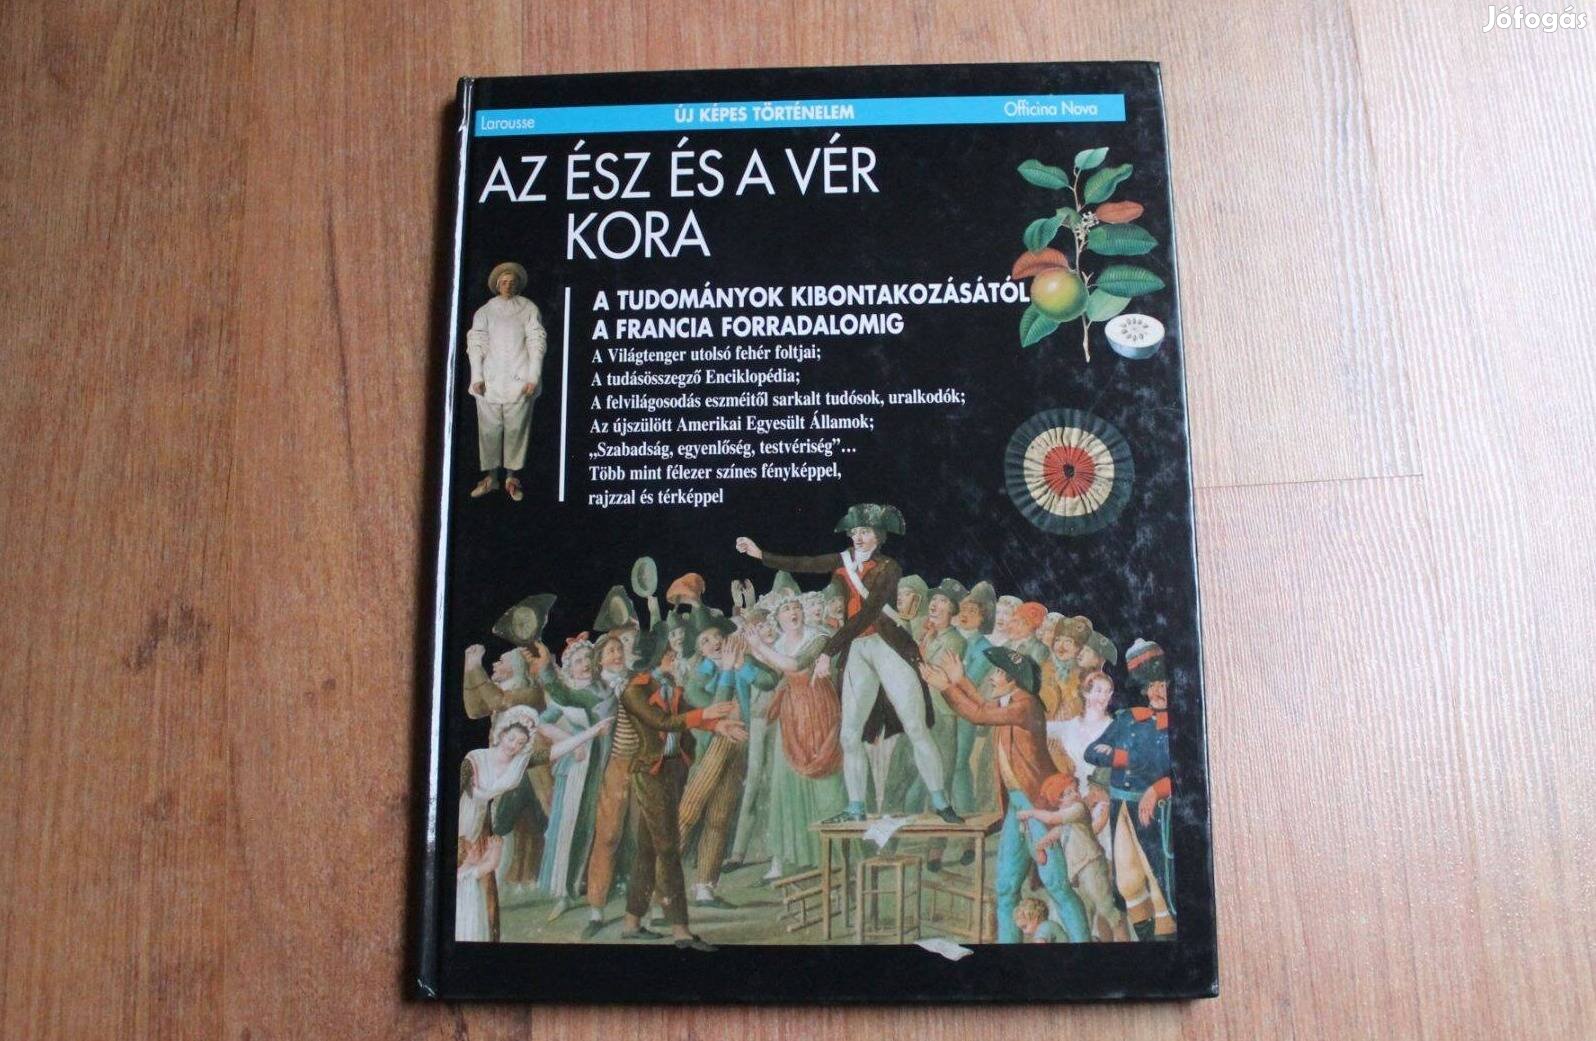 Jófogás
Larousse ÚJ KÉPES TÖRTÉNELEM Officina Nova
AZ ÉSZ ÉS A VÉR
KORA
A TUDOMÁNYOK KIBONTAKOZÁSÁTÓL
A FRANCIA FORRADALOMIG
A Világtenger utolsó fehér foltjai;
A tudásösszegző Enciklopédia;
A felvilágosodás eszméitől sarkalt tudósok, uralkodók;
Az újszülött Amerikai Egyesült Államok;
„Szabadság, egyenlőség, testvériség”...
Több mint félezer színes fényképpel,
rajzzal és térképpel